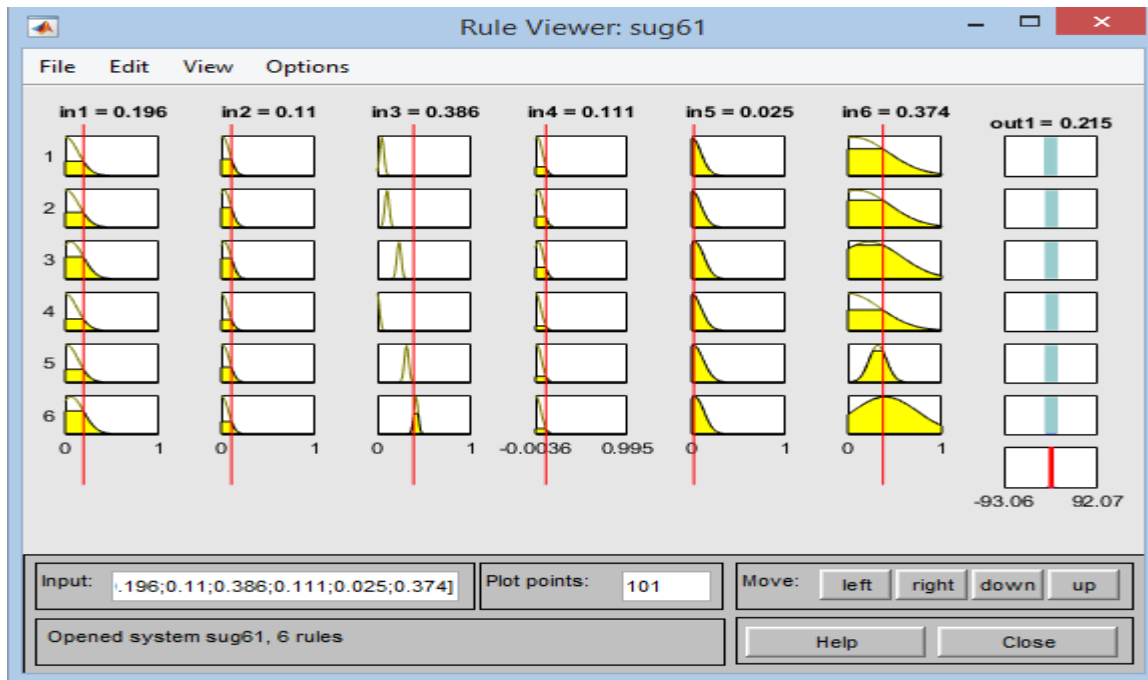 Rule Viewer: sug61
File Edit View Options
in1 = 0.196 in2 = 0.11 in3 = 0.386 in4 = 0.111 in5 = 0.025 in6 = 0.374 out1 = 0.215
1
2
3
4
5
6
0 1 0 1 0 1 -0.0036 0.995 0 1 0 1
-93.06 92.07
Input: .196;0.11;0.386;0.111;0.025;0.374] Plot points: 101 Move: left right down up
Opened system sug61, 6 rules Help Close